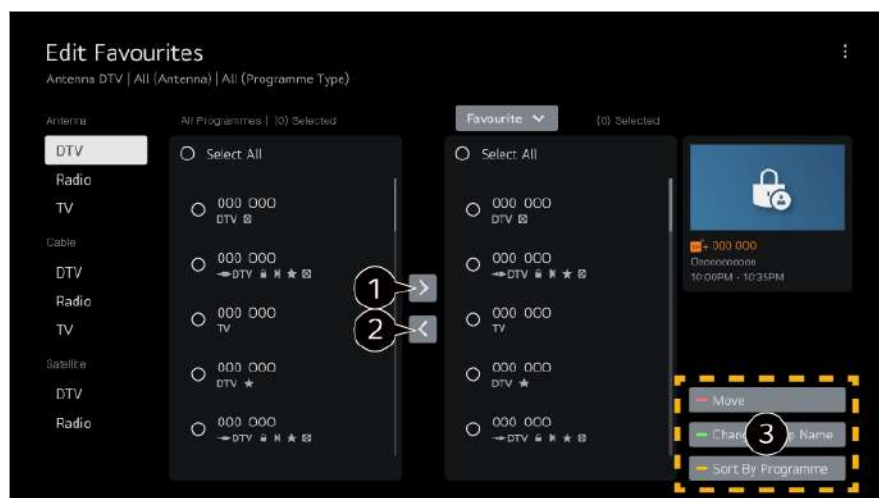 Edit Favourites
Antenna DTV | All (Antenna) | All (Programme Type)
Antenna
DTV
Radio
TV
Cable
DTV
Radio
TV
Satellite
DTV
Radio
All Programmes | (0) Selected
Select All
000 000
DTV
000 000
DTV
000 000
TV
000 000
DTV
000 000
DTV
1
2
Favourite
(0) Selected
Select All
000 000
DTV
000 000
DTV
000 000
TV
000 000
DTV
000 000
DTV
000 000
Ooooooooooo
10:00PM - 10:35PM
Move
Name
3
Sort By Programme